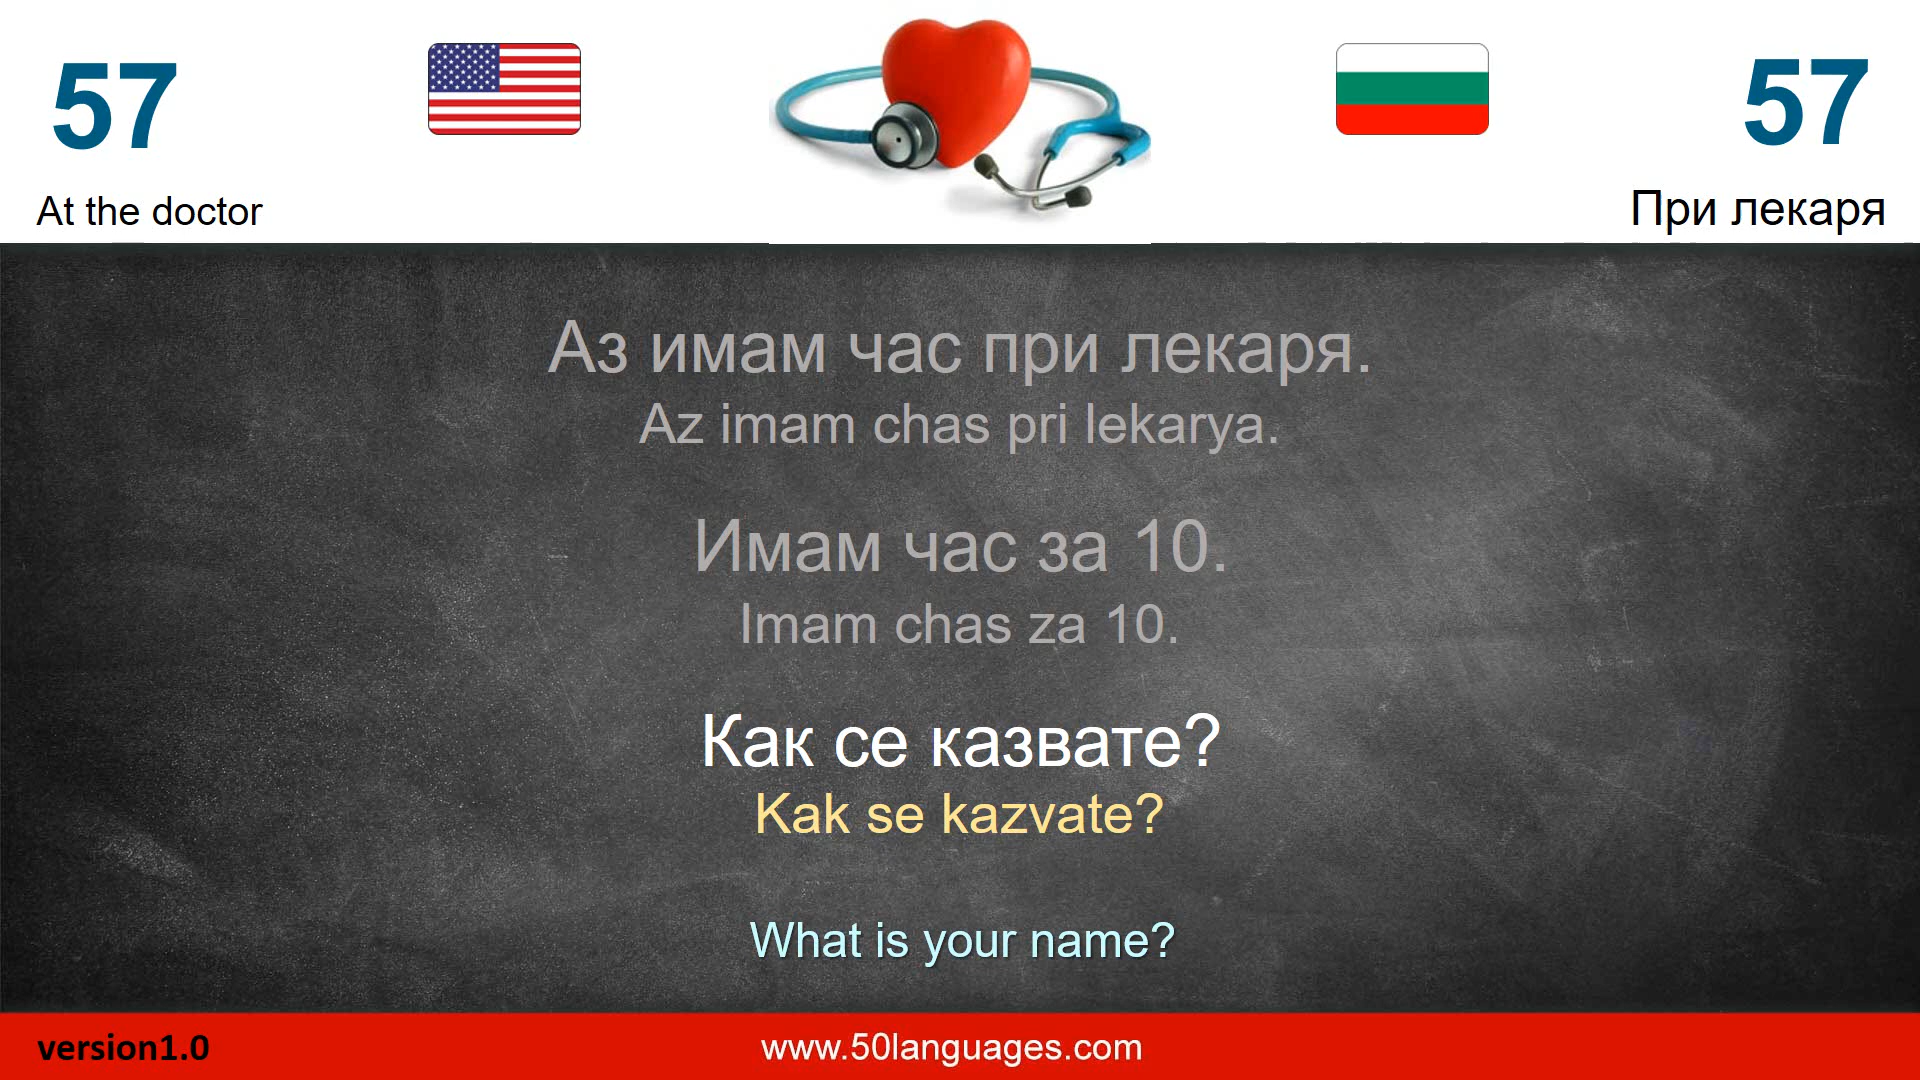 57
57
At the doctor
При лекаря
Аз имам час при лекаря.
Az imam chas pri lekarya.
Имам час за 10.
Imam chas za 10.
Как се казвате?
Kak se kazvate?
What is your name?
version1.0
www.50languages.com